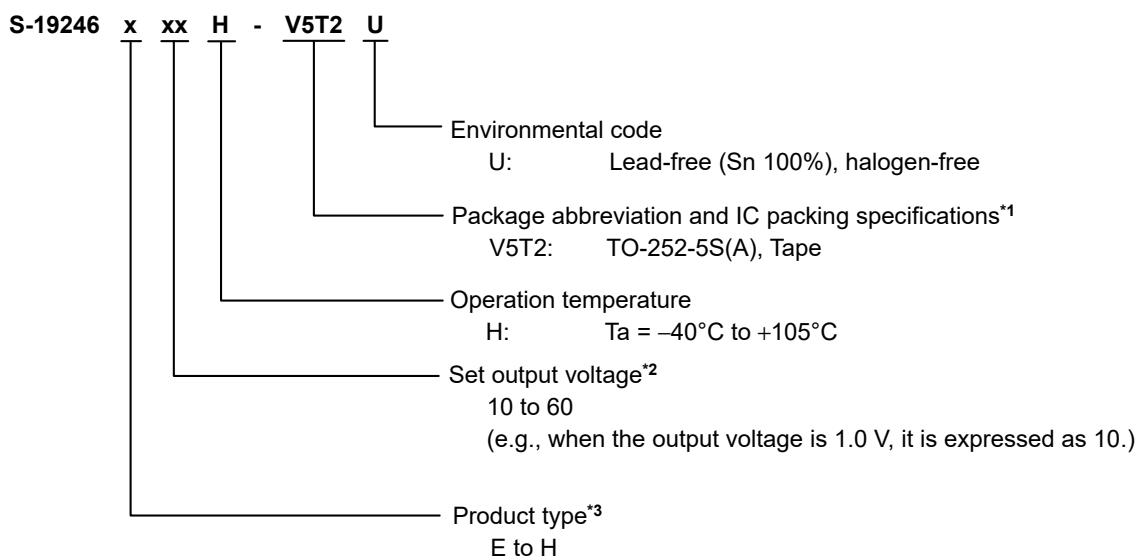 S-19246 x xx H - V5T2 U
Environmental code
U: Lead-free (Sn 100%), halogen-free
Package abbreviation and IC packing specifications*1
V5T2: TO-252-5S(A), Tape
Operation temperature
H: Ta = −40°C to +105°C
Set output voltage*2
10 to 60
(e.g., when the output voltage is 1.0 V, it is expressed as 10.)
Product type*3
E to H